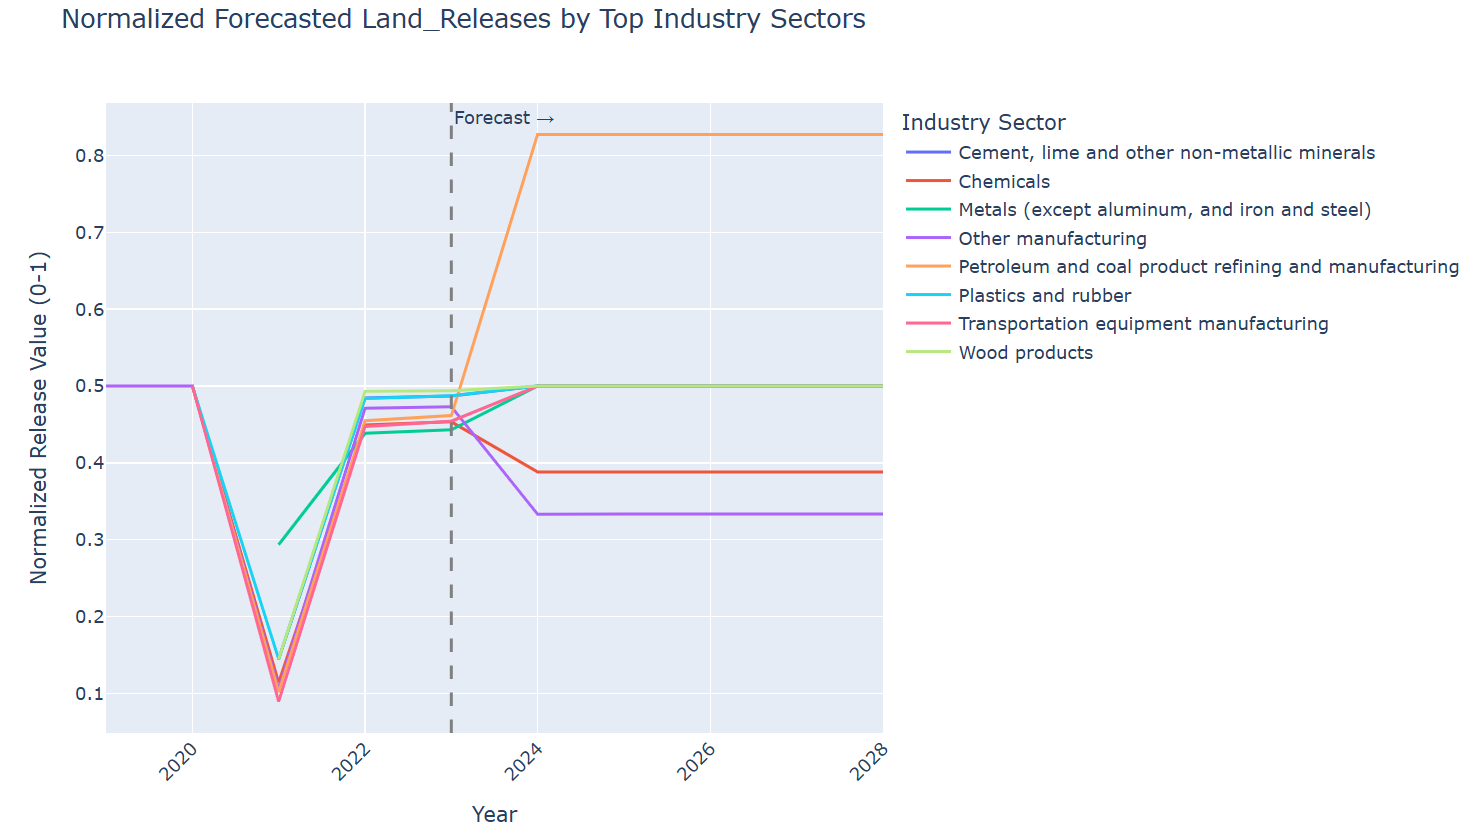 Normalized Forecasted Land_Releases by Top Industry Sectors
Forecast →
Industry Sector
Cement, lime and other non-metallic minerals
Chemicals
Metals (except aluminum, and iron and steel)
Other manufacturing
Petroleum and coal product refining and manufacturing
Plastics and rubber
Transportation equipment manufacturing
Wood products
Normalized Release Value (0-1)
0.8
0.7
0.6
0.5
0.4
0.3
0.2
0.1
2020
2022
2024
2026
2028
Year